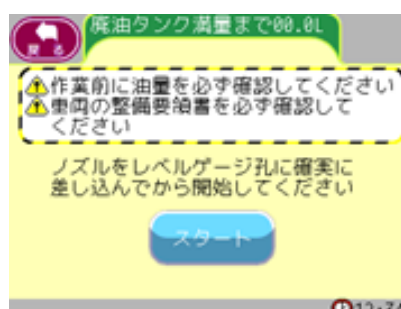 廃油タンク満量まで00.0L
戻る
⚠作業前に油量を必ず確認してください
⚠車両の整備要領書を必ず確認して
ください
ノズルをレベルゲージ孔に確実に
差し込んでから開始してください
スタート